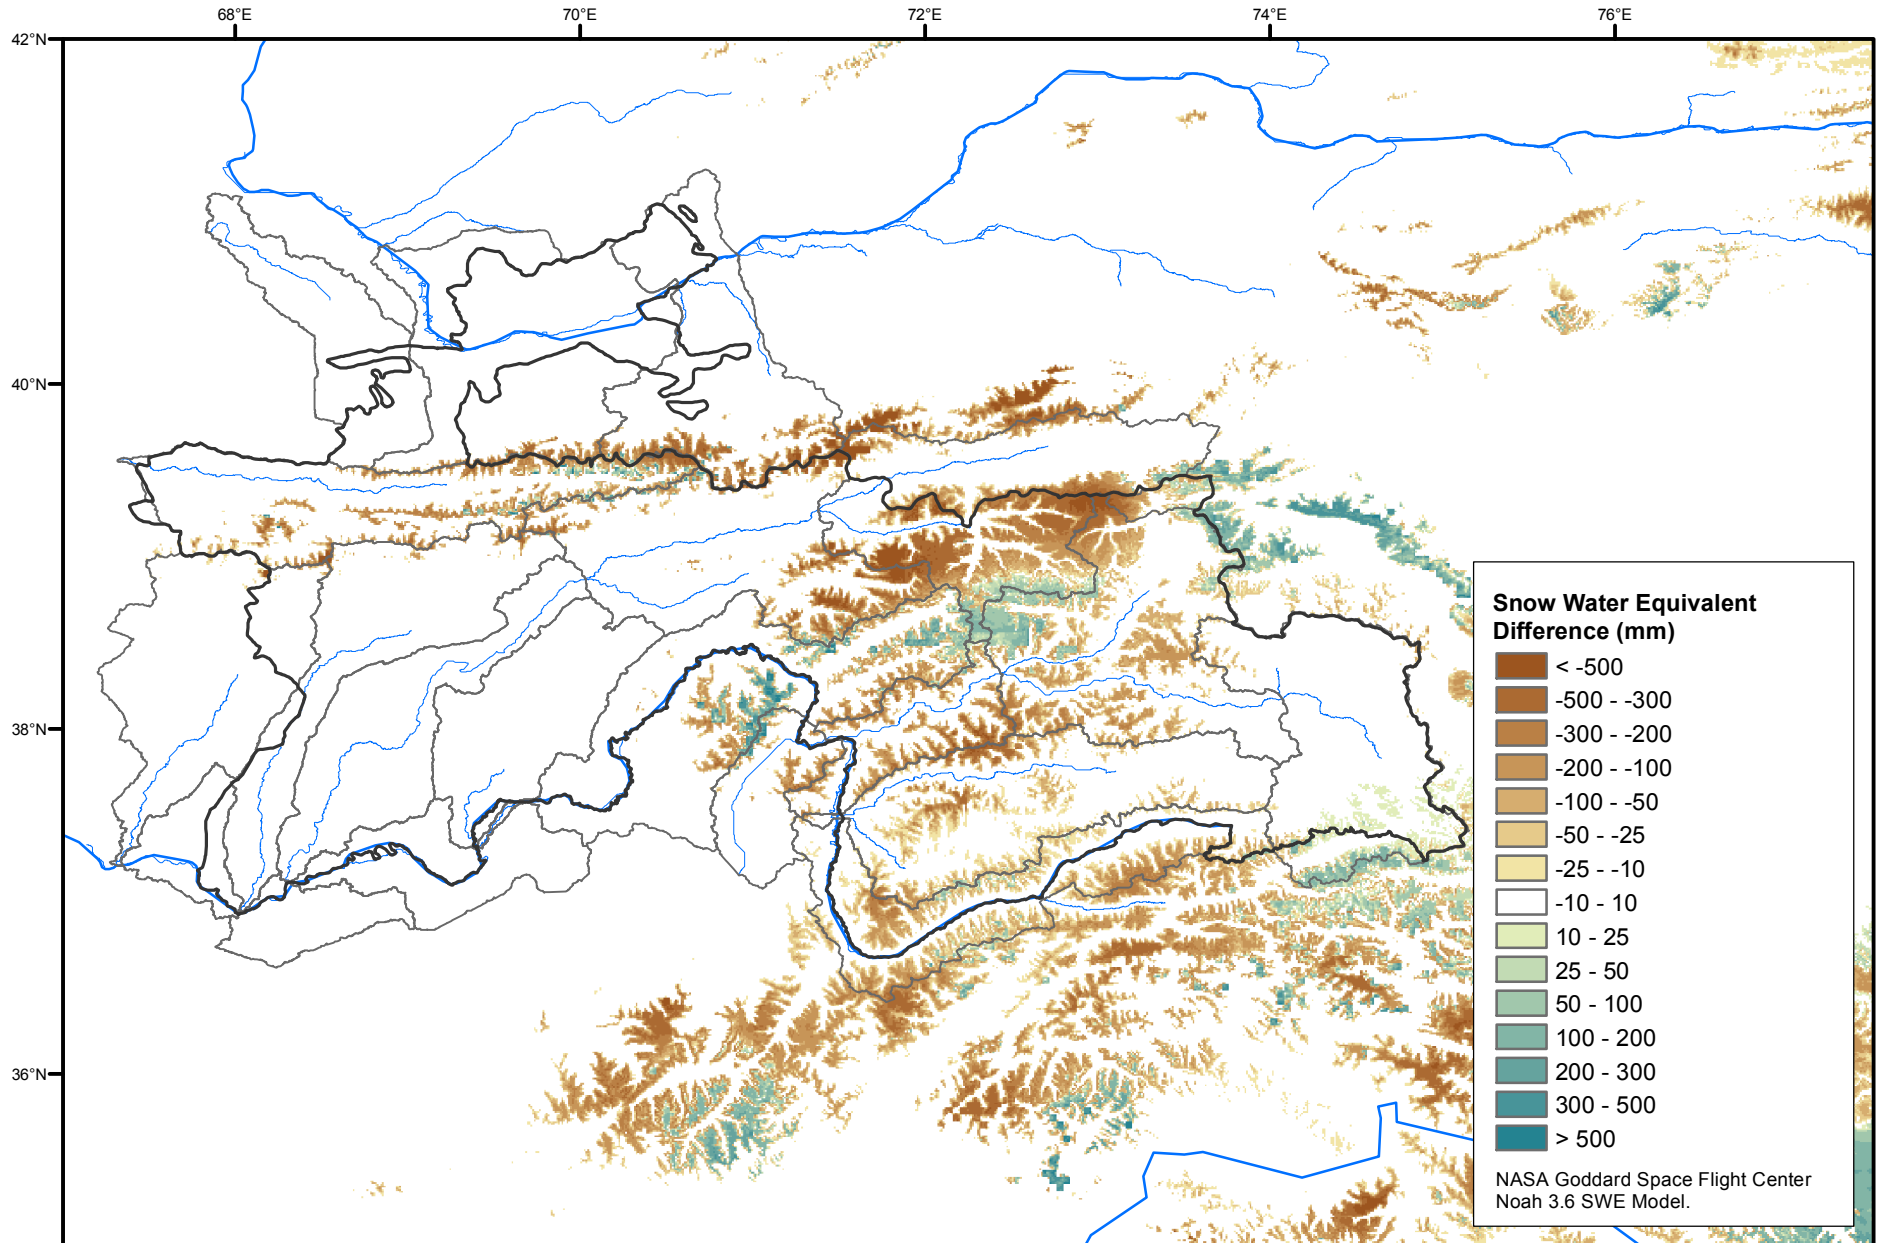 68°E 70°E 72°E 74°E 76°E
42°N
40°N
38°N
36°N
Snow Water Equivalent
Difference (mm)
< -500
-500 - -300
-300 - -200
-200 - -100
-100 - -50
-50 - -25
-25 - -10
-10 - 10
10 - 25
25 - 50
50 - 100
100 - 200
200 - 300
300 - 500
> 500
NASA Goddard Space Flight Center
Noah 3.6 SWE Model.